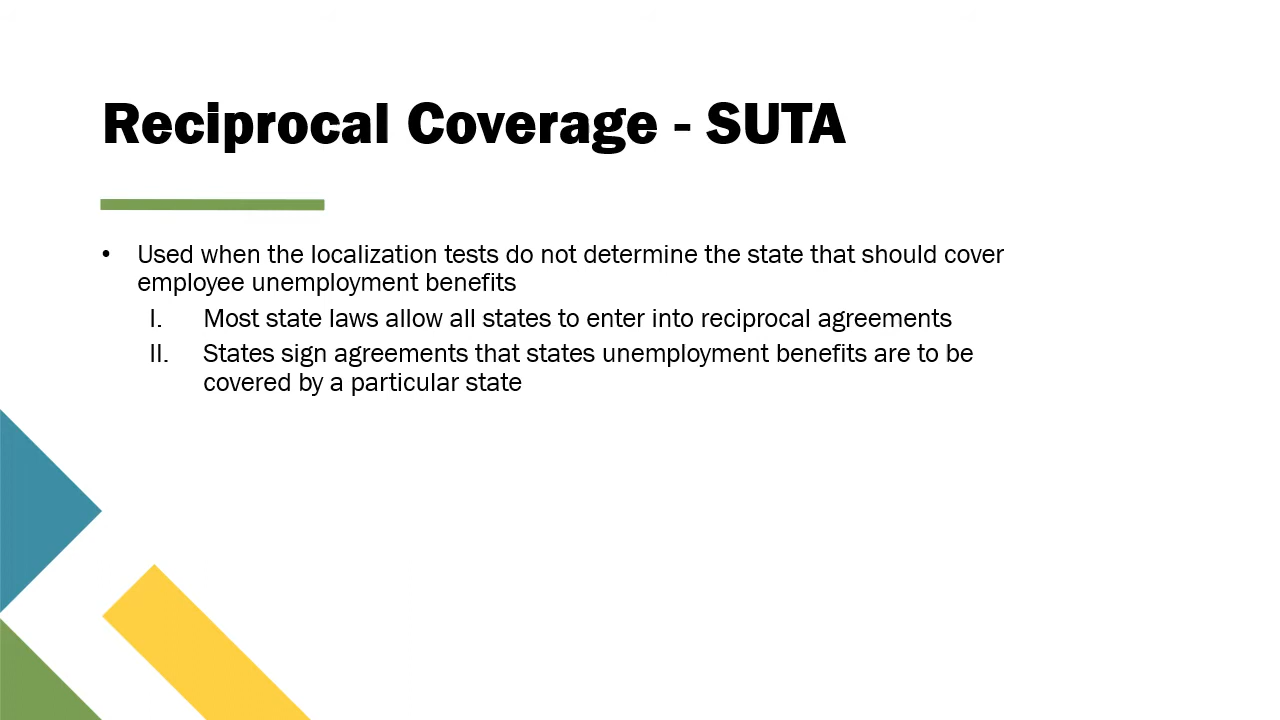 Reciprocal Coverage - SUTA
• Used when the localization tests do not determine the state that should cover
employee unemployment benefits
I. Most state laws allow all states to enter into reciprocal agreements
II. States sign agreements that states unemployment benefits are to be
covered by a particular state